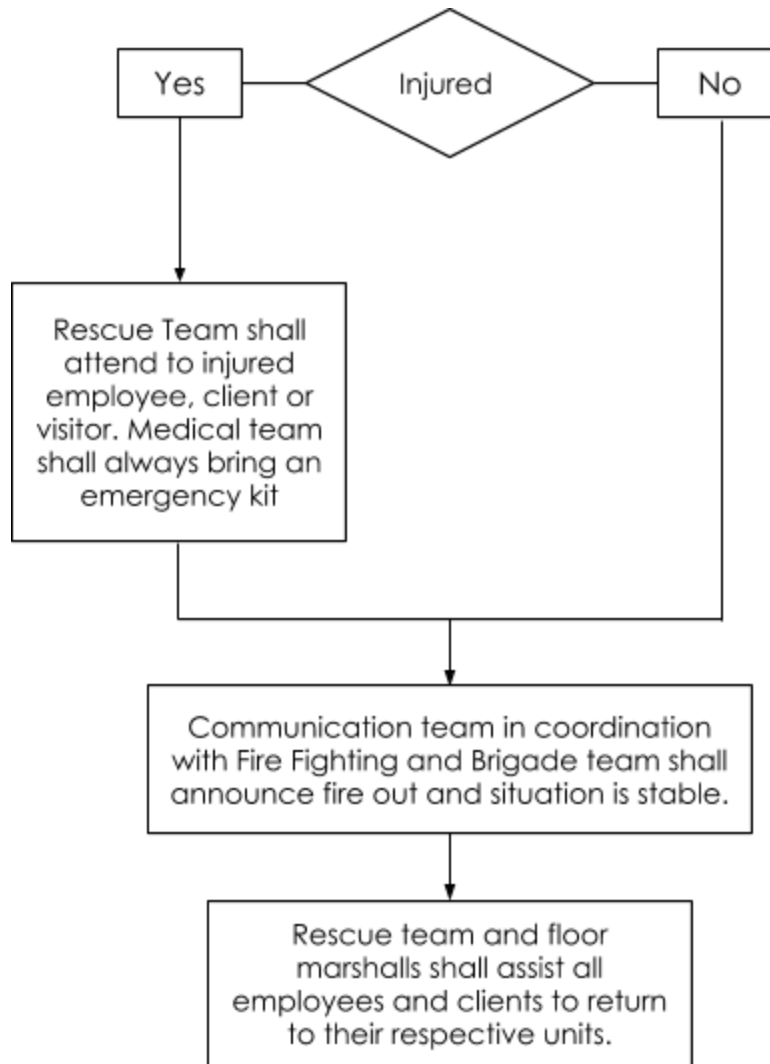 Yes
Injured
No
Rescue Team shall
attend to injured
employee, client or
visitor. Medical team
shall always bring an
emergency kit
Communication team in coordination
with Fire Fighting and Brigade team shall
announce fire out and situation is stable.
Rescue team and floor
marshalls shall assist all
employees and clients to return
to their respective units.